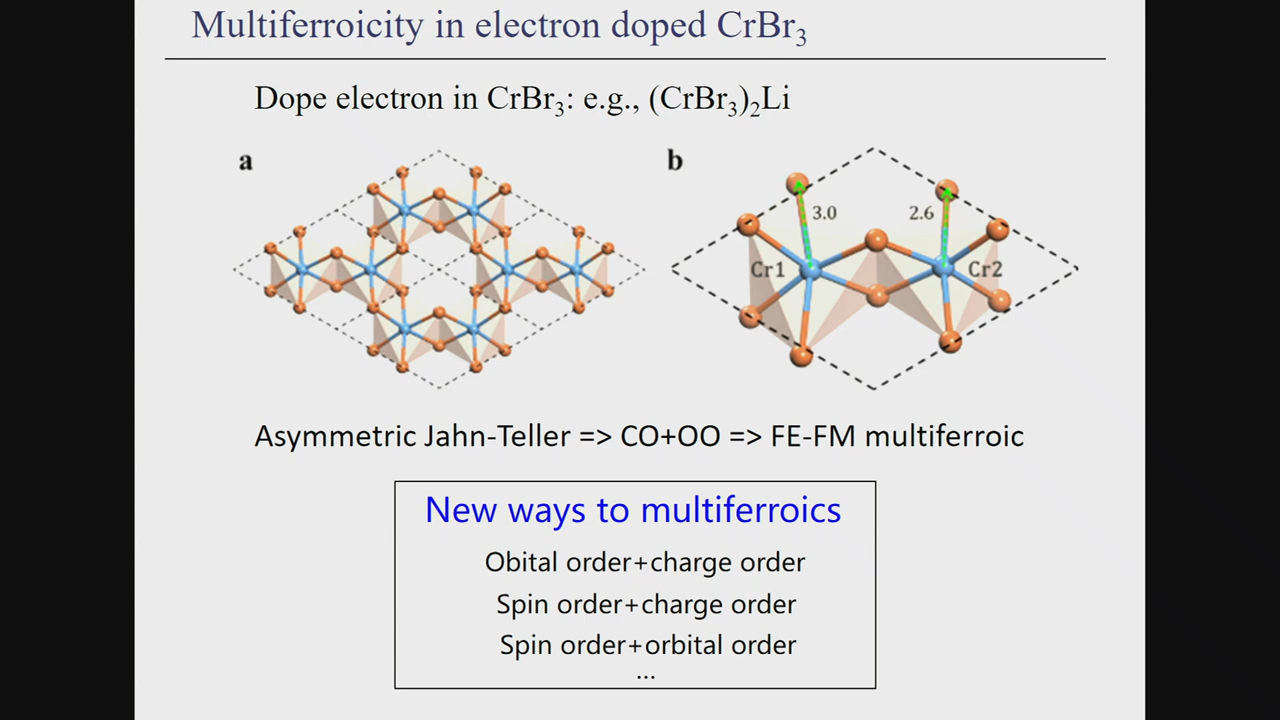 Multiferroicity in electron doped CrBr₃
Dope electron in CrBr₃: e.g., (CrBr₃)₂Li
a
b
3.0
2.6
Cr1
Cr2
Asymmetric Jahn-Teller => CO+OO => FE-FM multiferroic
New ways to multiferroics
Obital order+charge order
Spin order+charge order
Spin order+orbital order
...